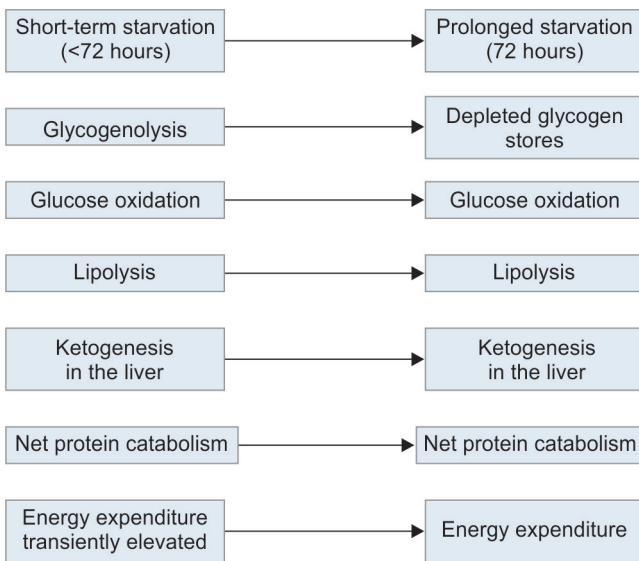 Short-term starvation
(<72 hours)
Prolonged starvation
(72 hours)
Glycogenolysis
Depleted glycogen
stores
Glucose oxidation
Glucose oxidation
Lipolysis
Lipolysis
Ketogenesis
in the liver
Ketogenesis
in the liver
Net protein catabolism
Net protein catabolism
Energy expenditure
transiently elevated
Energy expenditure